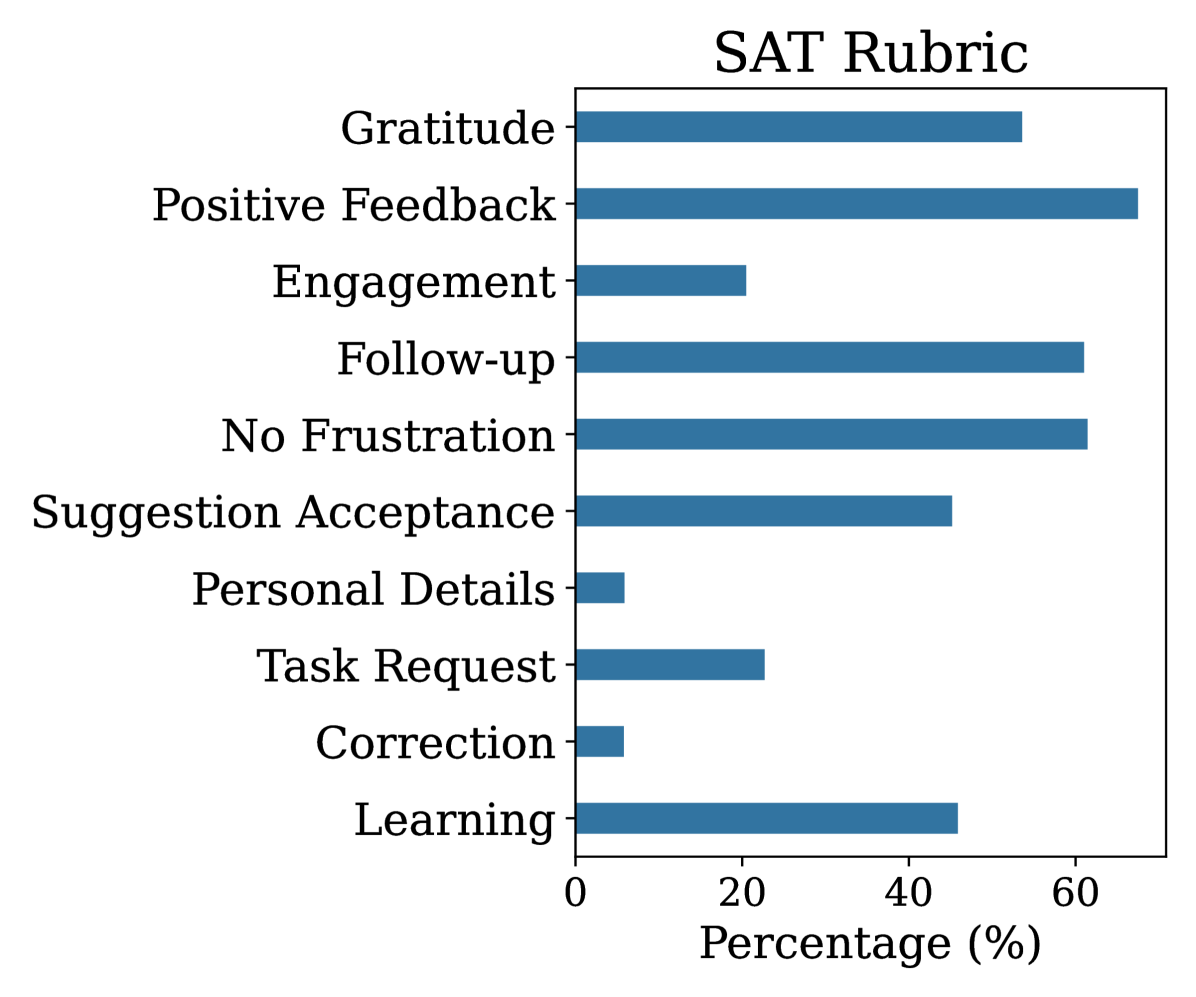 SAT Rubric
Gratitude
Positive Feedback
Engagement
Follow-up
No Frustration
Suggestion Acceptance
Personal Details
Task Request
Correction
Learning
0 20 40 60
Percentage (%)